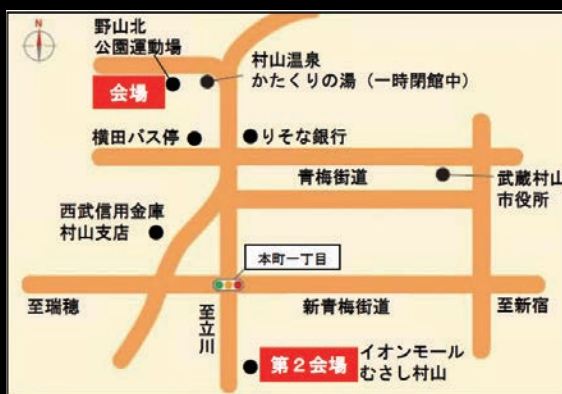 N
野山北
公園運動場
会場
村山温泉
かたくりの湯（一時閉館中）
横田バス停
りそな銀行
青梅街道
武蔵村山
市役所
西武信用金庫
村山支店
本町一丁目
至瑞穂
至立川
新青梅街道
至新宿
第２会場
イオンモール
むさし村山